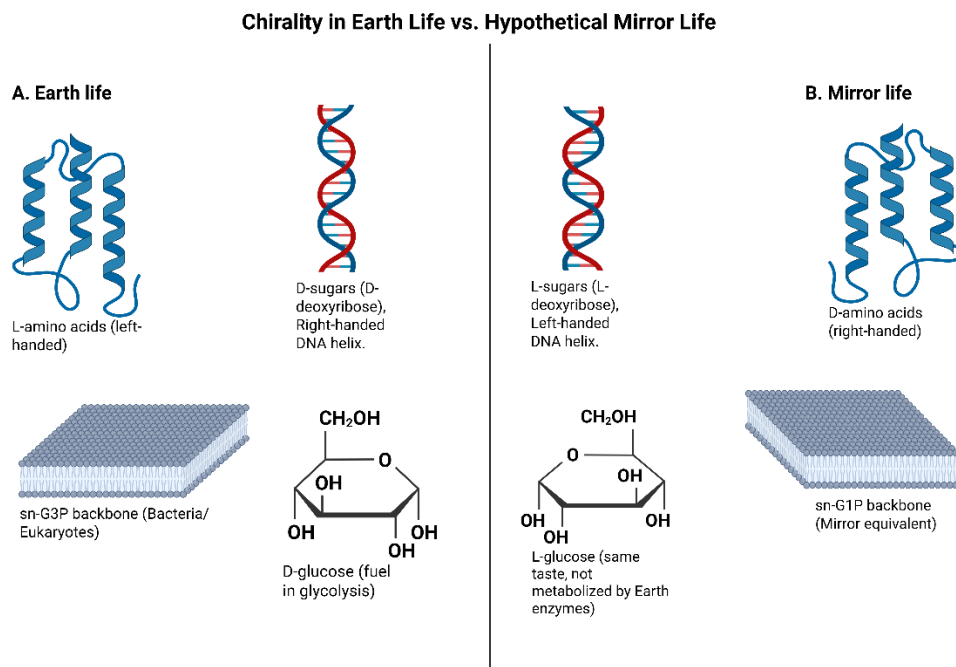 Chirality in Earth Life vs. Hypothetical Mirror Life
A. Earth life
L-amino acids (left-
handed)
D-sugars (D-
deoxyribose),
Right-handed
DNA helix.
sn-G3P backbone (Bacteria/
Eukaryotes)
CH₂OH
O
OH
OH
OH
OH
D-glucose (fuel
in glycolysis)
B. Mirror life
L-sugars (L-
deoxyribose),
Left-handed
DNA helix.
D-amino acids
(right-handed)
CH₂OH
O
OH
OH
OH
OH
L-glucose (same
taste, not
metabolized by Earth
enzymes)
sn-G1P backbone
(Mirror equivalent)